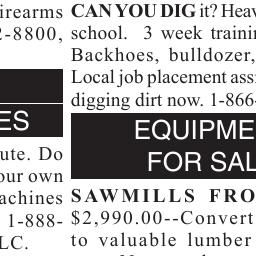 irearms
2-8800,
ES
ute. Do
our own
achines
1-888-
LC.
CAN YOU DIG it? Heav
school. 3 week trainin
Backhoes, bulldozer,
Local job placement assi
digging dirt now. 1-866-
EQUIPME
FOR SAL
SAWMILLS FRO
$2,990.00--Convert
to valuable lumber